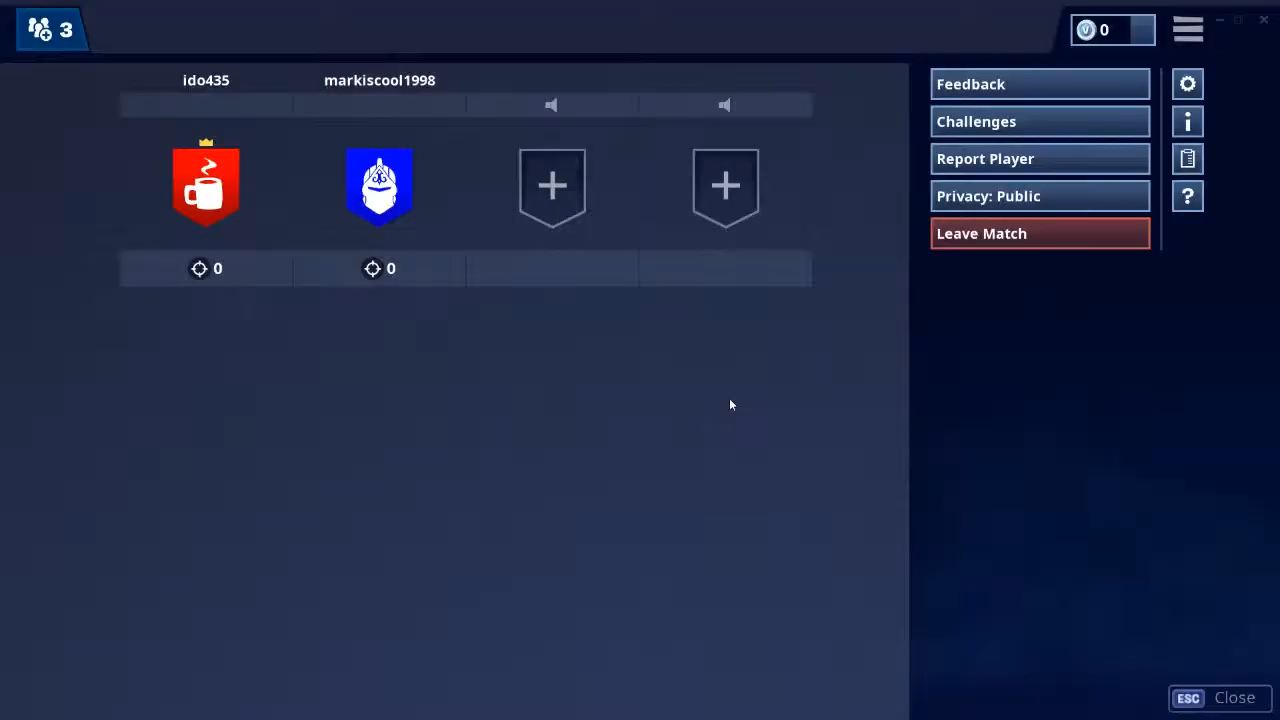 3
0
ido435 markiscool1998
0 0
Feedback
Challenges
Report Player
Privacy: Public
Leave Match
ESC Close